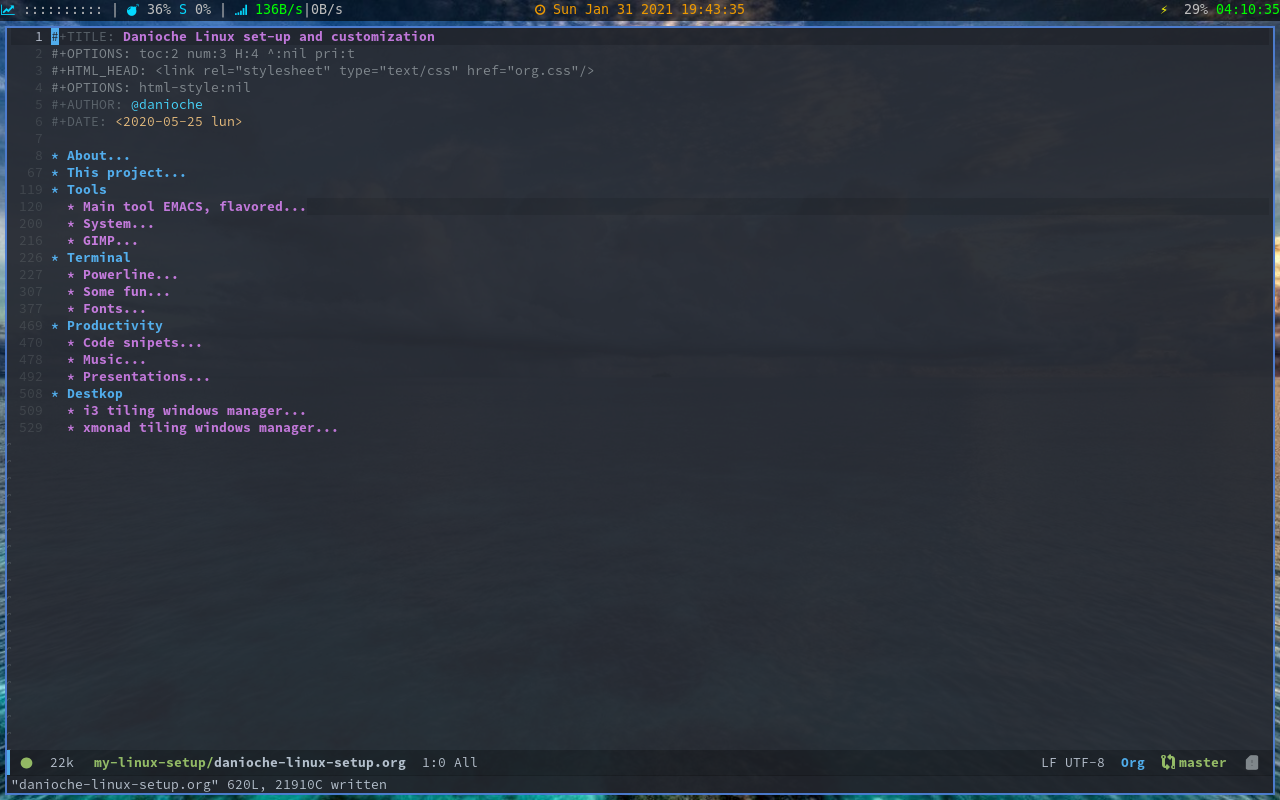 :::::::::: | 36% S 0% | 136B/s|0B/s Sun Jan 31 2021 19:43:35 ⚡ 29% 04:10:35
1 #+TITLE: Danioche Linux set-up and customization
2 #+OPTIONS: toc:2 num:3 H:4 ^:nil pri:t
3 #+HTML_HEAD: <link rel="stylesheet" type="text/css" href="org.css"/>
4 #+OPTIONS: html-style:nil
5 #+AUTHOR: @danioche
6 #+DATE: <2020-05-25 lun>
7
8 * About...
67 * This project...
119 * Tools
120 * Main tool EMACS, flavored...
200 * System...
216 * GIMP...
226 * Terminal
227 * Powerline...
307 * Some fun...
377 * Fonts...
469 * Productivity
470 * Code snipets...
478 * Music...
492 * Presentations...
508 * Destkop
509 * i3 tiling windows manager...
529 * xmonad tiling windows manager...
22k my-linux-setup/danioche-linux-setup.org 1:0 All LF UTF-8 Org master
"danioche-linux-setup.org" 620L, 21910C written